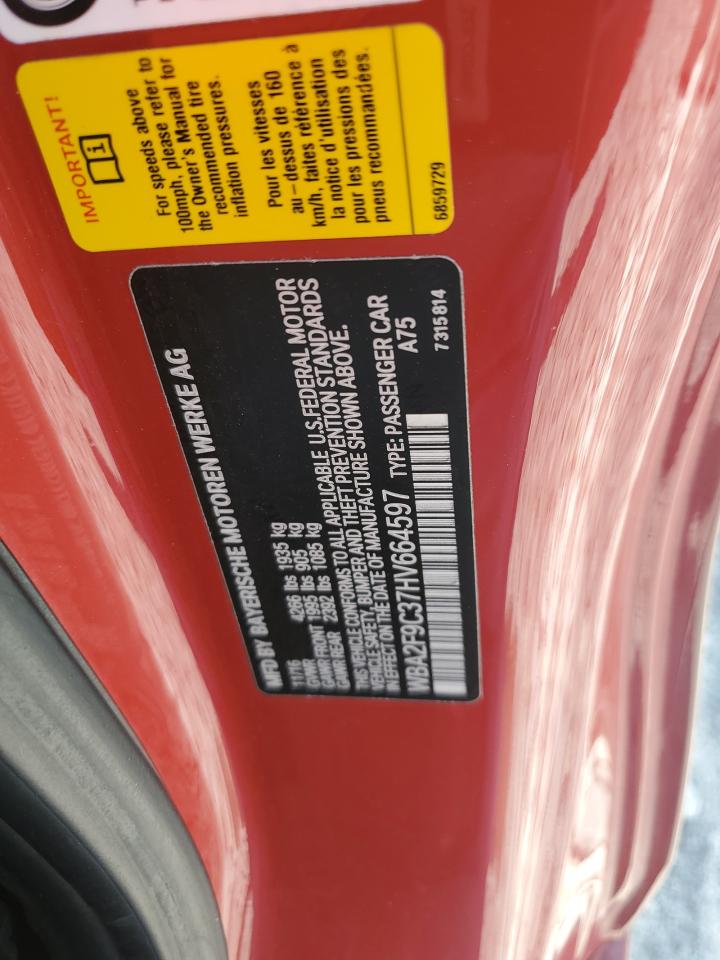 IMPORTANT!
i
For speeds above
100mph, please refer to
the Owner's Manual for
recommended tire
inflation pressures.
Pour les vitesses
au-dessus de 160
km/h, faites référence à
la notice d'utilisation
pour les pressions des
pneus recommandées.
6859729
MFD BY BAYERISCHE MOTOREN WERKE AG
11/16
GVWR 4266 lbs 1935 kg
GAWR FRONT 1995 lbs 905 kg
GAWR REAR 2392 lbs 1085 kg
THIS VEHICLE CONFORMS TO ALL APPLICABLE U.S.FEDERAL MOTOR
VEHICLE SAFETY, BUMPER AND THEFT PREVENTION STANDARDS
IN EFFECT ON THE DATE OF MANUFACTURE SHOWN ABOVE.
WBA2F9C37HV664597 TYPE: PASSENGER CAR
A75
7315814